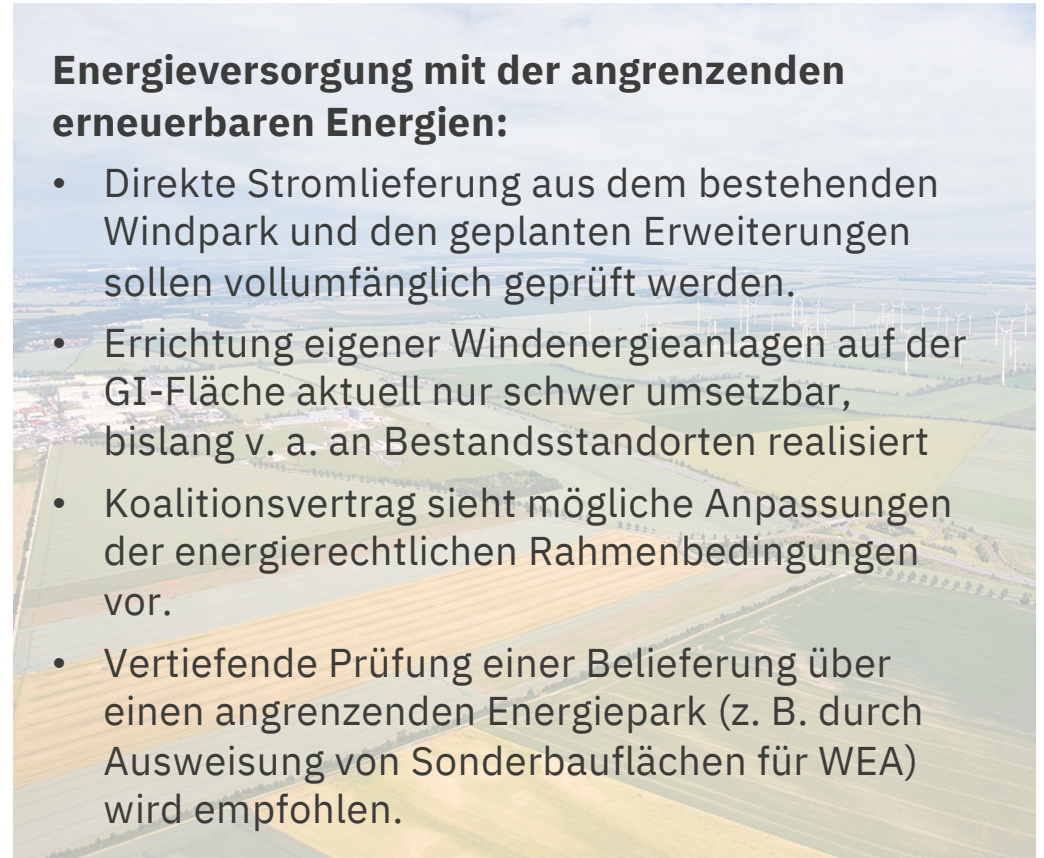 Energieversorgung mit der angrenzenden
erneuerbaren Energien:
• Direkte Stromlieferung aus dem bestehenden
Windpark und den geplanten Erweiterungen
sollen vollumfänglich geprüft werden.
• Errichtung eigener Windenergieanlagen auf der
GI-Fläche aktuell nur schwer umsetzbar,
bislang v. a. an Bestandsstandorten realisiert
• Koalitionsvertrag sieht mögliche Anpassungen
der energierechtlichen Rahmenbedingungen
vor.
• Vertiefende Prüfung einer Belieferung über
einen angrenzenden Energiepark (z. B. durch
Ausweisung von Sonderbauflächen für WEA)
wird empfohlen.